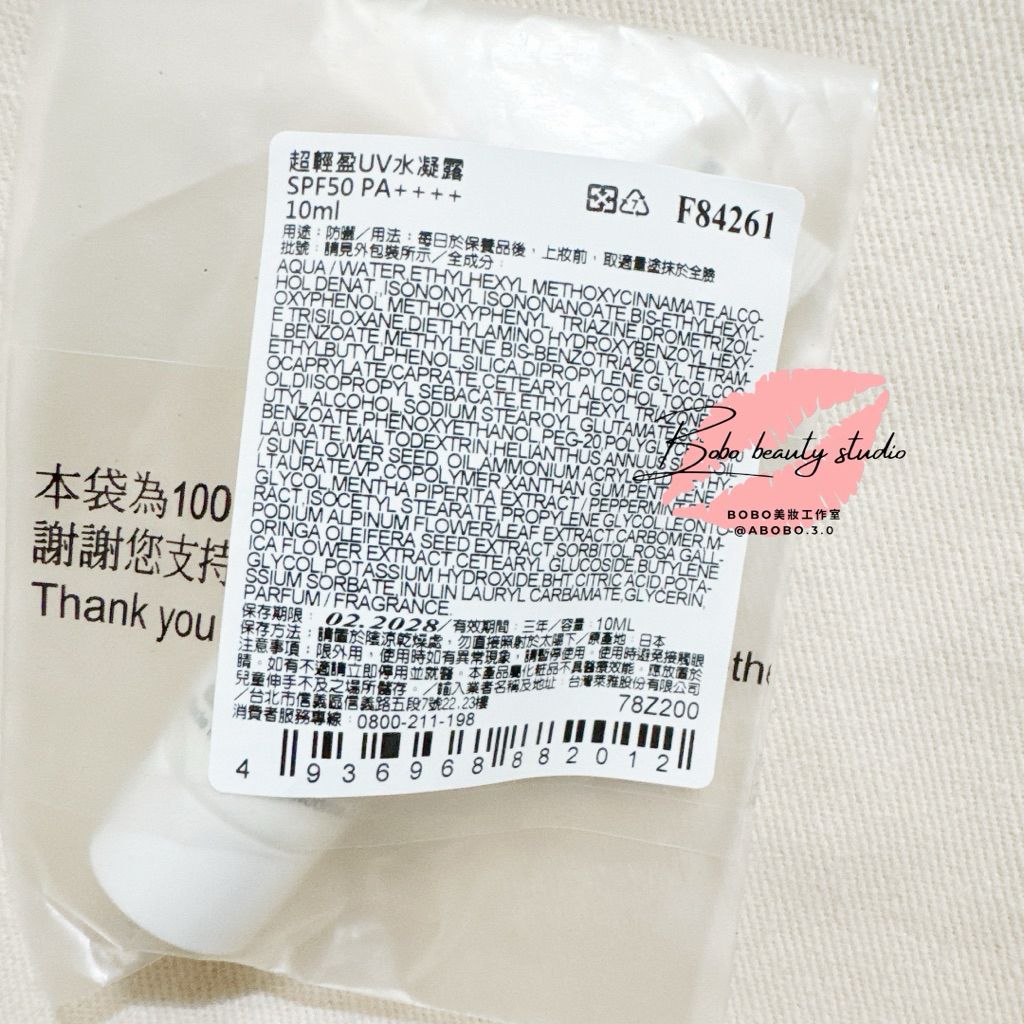 超輕盈UV水凝露
SPF50 PA++++
10ml
F84261
用途：防曬／用法：每日於保養品後，上妝前，取適量塗抹於全臉
批號：請見外包裝所示／全成分：
AQUA / WATER,ETHYLHEXYL METHOXYCINNAMATE,ALCO-
HOL DENAT.,ISONONYL ISONONANOATE,BIS-ETHYLHEXYL-
OXYPHENOL METHOXYPHENYL TRIAZINE,DROMETRIZOL-
E TRISILOXANE,DIETHYLAMINO HYDROXYBENZOYL HEXY-
L BENZOATE,METHYLENE BIS-BENZOTRIAZOLYL TETRAM-
ETHYLBUTYLPHENOL,SILICA,DIPROPYLENE GLYCOL,COC-
OCAPRYLATE/CAPRATE,CETEARYL ALCOHOL,TOCOPHE
OL,DIISOPROPYL SEBACATE,ETHYLHEXYL TRIAZONE
UTYL ALCOHOL,SODIUM STEAROYL GLUTAMATE
BENZOATE,PHENOXYETHANOL,PEG-20,POLYGLY
LAURATE,MALTODEXTRIN,HELIANTHUS ANNUUS SEED OIL
/ SUNFLOWER SEED OIL,AMMONIUM ACRY
L TAURATE/VP COPOLYMER,XANTHAN GUM,PENTYLENE
GLYCOL,MENTHA PIPERITA EXTRACT / PEPPERMINT
RACT,ISOCETYL STEARATE,PROPYLENE GLYCOL,LEONTO-
PODIUM ALPINUM FLOWER/LEAF EXTRACT,CARBOMER,M-
ORINGA OLEIFERA SEED EXTRACT,SORBITOL,ROSA GALL-
ICA FLOWER EXTRACT,CETEARYL GLUCOSIDE,BUTYLENE
GLYCOL,POTASSIUM HYDROXIDE,BHT,CITRIC ACID,POTA-
SSIUM SORBATE,INULIN LAURYL CARBAMATE,GLYCERIN,
PARFUM / FRAGRANCE.
保存期限：02.2028/有效期間：三年/容量：10ML
保存方法：請置於陰涼乾燥處，勿直接照射於太陽下／原產地：日本
注意事項：限外用，使用時如有異常現象，請暫停使用。使用時避免接觸眼
睛。如有不適請立即停用並就醫。本產品屬化粧品不具醫療效能。應放置於
兒童伸手不及之場所儲存。／輸入業者名稱及地址：台灣萊雅股份有限公司
／台北市信義區信義路五段7號22,23樓
消費者服務專線：0800-211-198
78Z200
4 936968 882012
本袋為100
謝謝您支持
Thank you
the
Bobo beauty studio
BOBO美妝工作室
@ABOBO.3.0